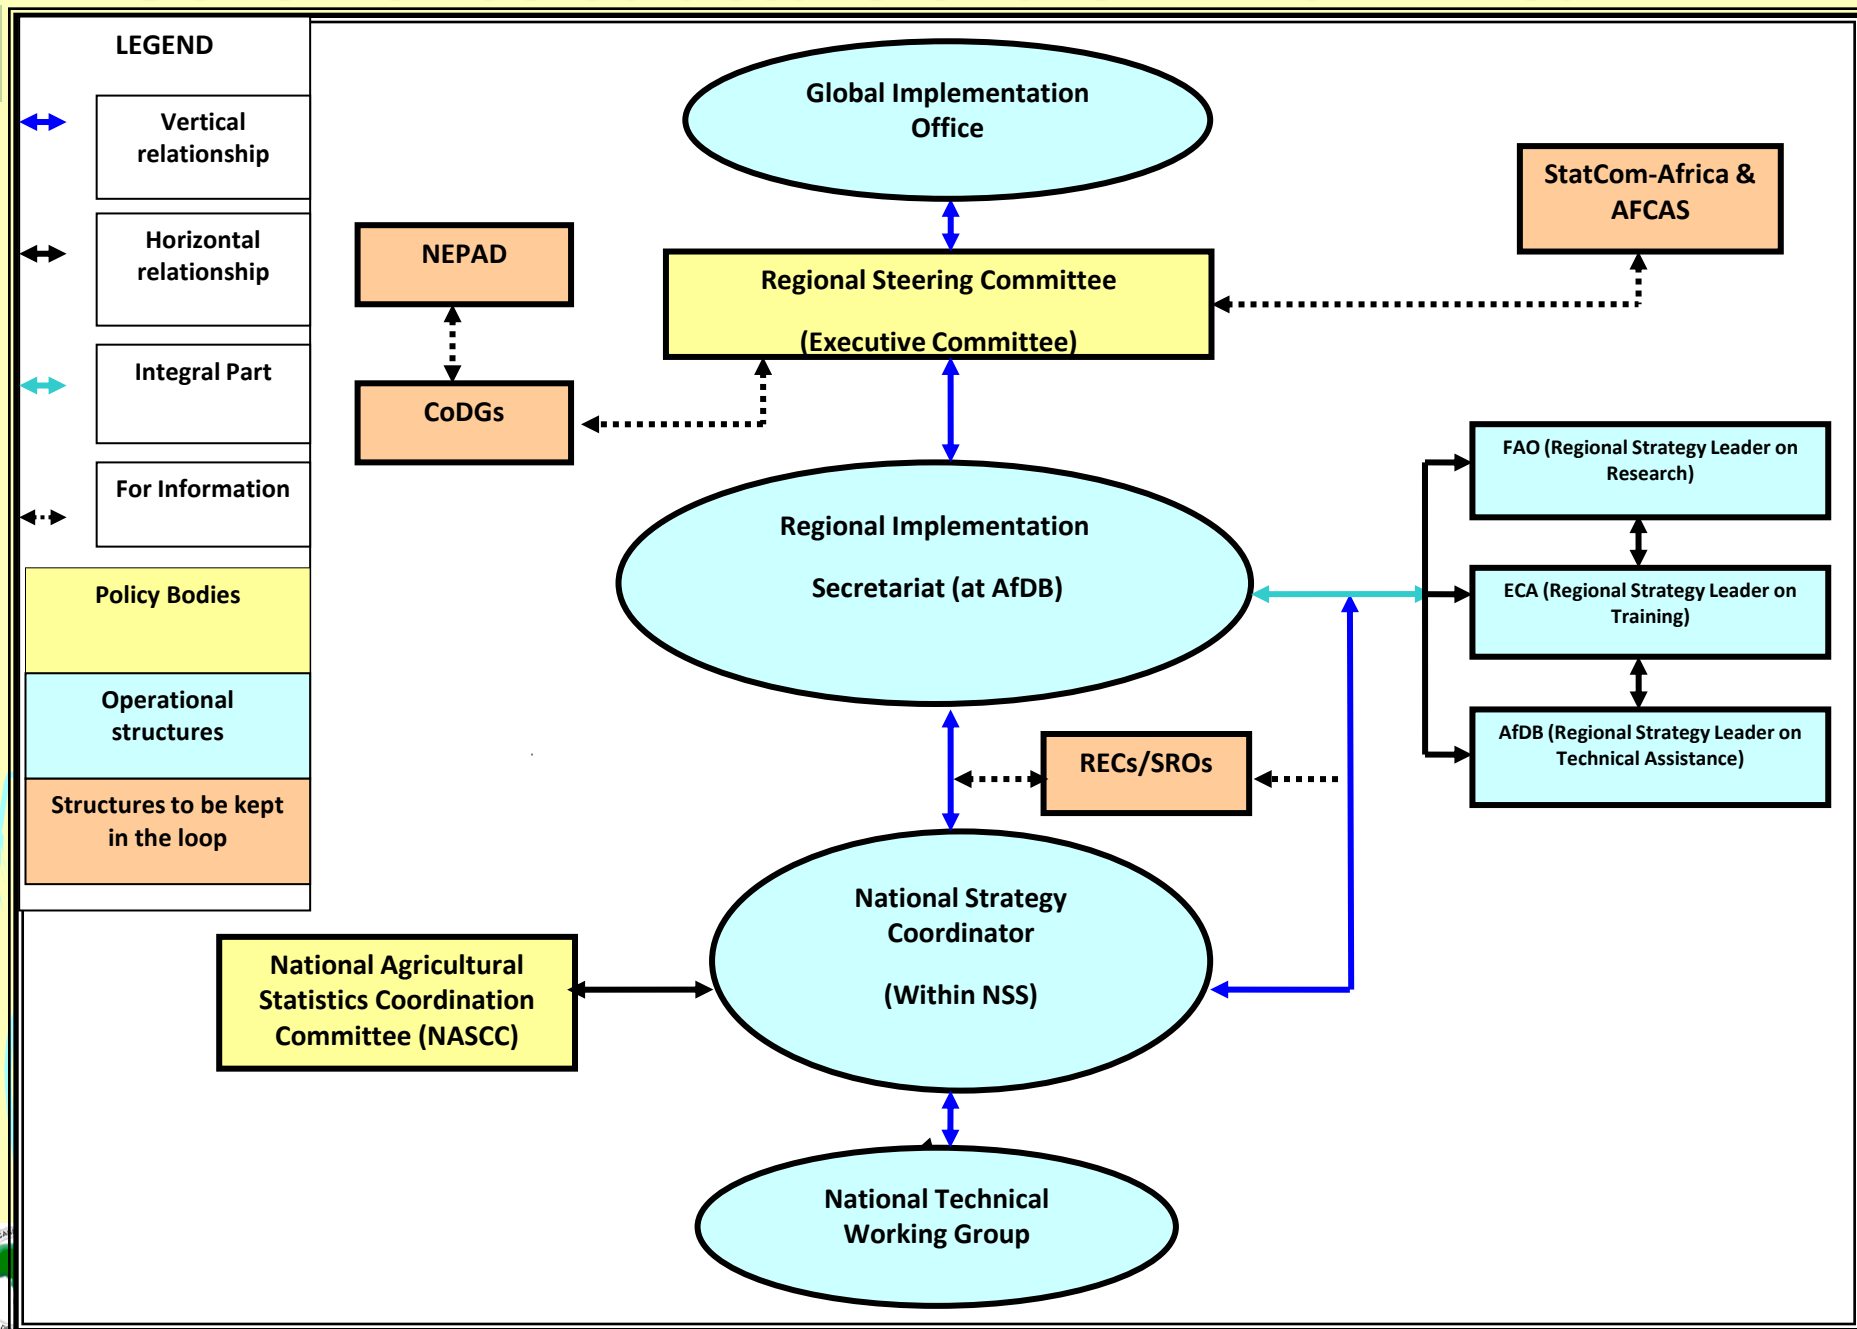 LEGEND
Vertical
relationship
Horizontal
relationship
Integral Part
For Information
Policy Bodies
Operational
structures
Structures to be kept
in the loop
Global Implementation
Office
StatCom-Africa &
AFCAS
NEPAD
Regional Steering Committee
(Executive Committee)
CoDGs
FAO (Regional Strategy Leader on
Research)
Regional Implementation
Secretariat (at AfDB)
ECA (Regional Strategy Leader on
Training)
AfDB (Regional Strategy Leader on
Technical Assistance)
RECs/SROs
National Strategy
Coordinator
(Within NSS)
National Agricultural
Statistics Coordination
Committee (NASCC)
National Technical
Working Group